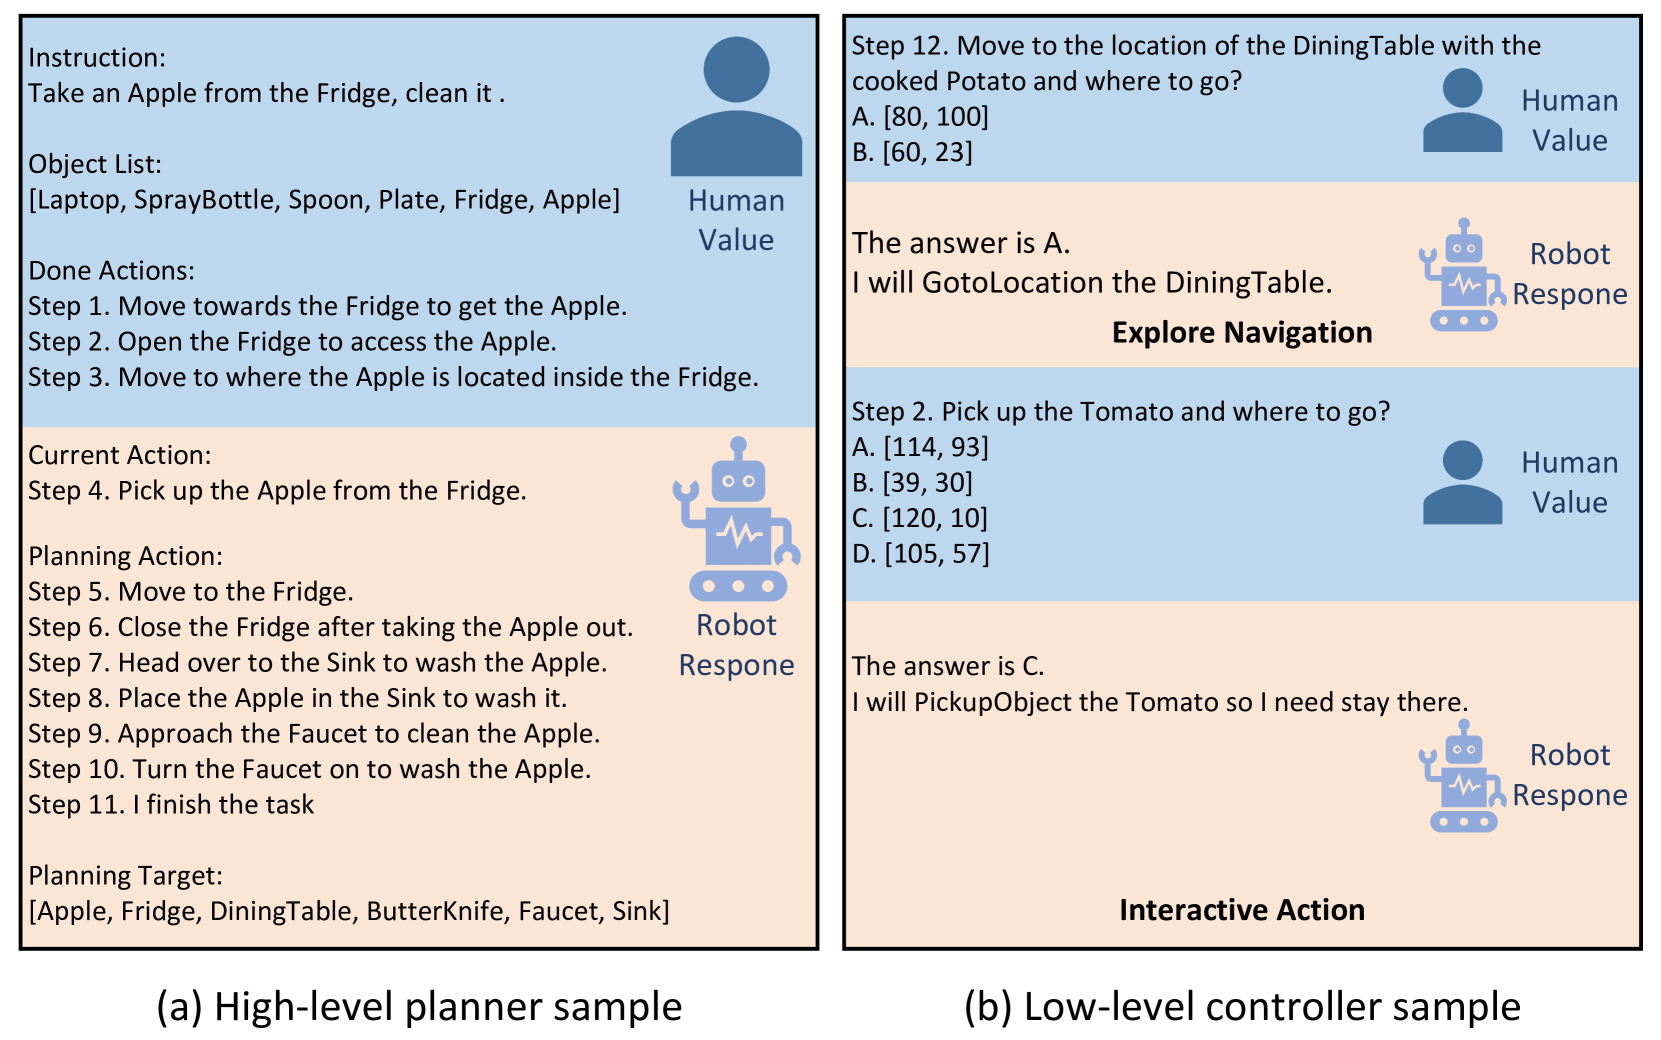 Instruction:
Take an Apple from the Fridge, clean it .
Object List:
[Laptop, SprayBottle, Spoon, Plate, Fridge, Apple]
Done Actions:
Step 1. Move towards the Fridge to get the Apple.
Step 2. Open the Fridge to access the Apple.
Step 3. Move to where the Apple is located inside the Fridge.
Human
Value
Current Action:
Step 4. Pick up the Apple from the Fridge.
Planning Action:
Step 5. Move to the Fridge.
Step 6. Close the Fridge after taking the Apple out.
Step 7. Head over to the Sink to wash the Apple.
Step 8. Place the Apple in the Sink to wash it.
Step 9. Approach the Faucet to clean the Apple.
Step 10. Turn the Faucet on to wash the Apple.
Step 11. I finish the task
Planning Target:
[Apple, Fridge, DiningTable, ButterKnife, Faucet, Sink]
Robot
Respone
(a) High-level planner sample
Step 12. Move to the location of the DiningTable with the
cooked Potato and where to go?
A. [80, 100]
B. [60, 23]
Human
Value
The answer is A.
I will GotoLocation the DiningTable.
Robot
Respone
Explore Navigation
Step 2. Pick up the Tomato and where to go?
A. [114, 93]
B. [39, 30]
C. [120, 10]
D. [105, 57]
Human
Value
The answer is C.
I will PickupObject the Tomato so I need stay there.
Robot
Respone
Interactive Action
(b) Low-level controller sample